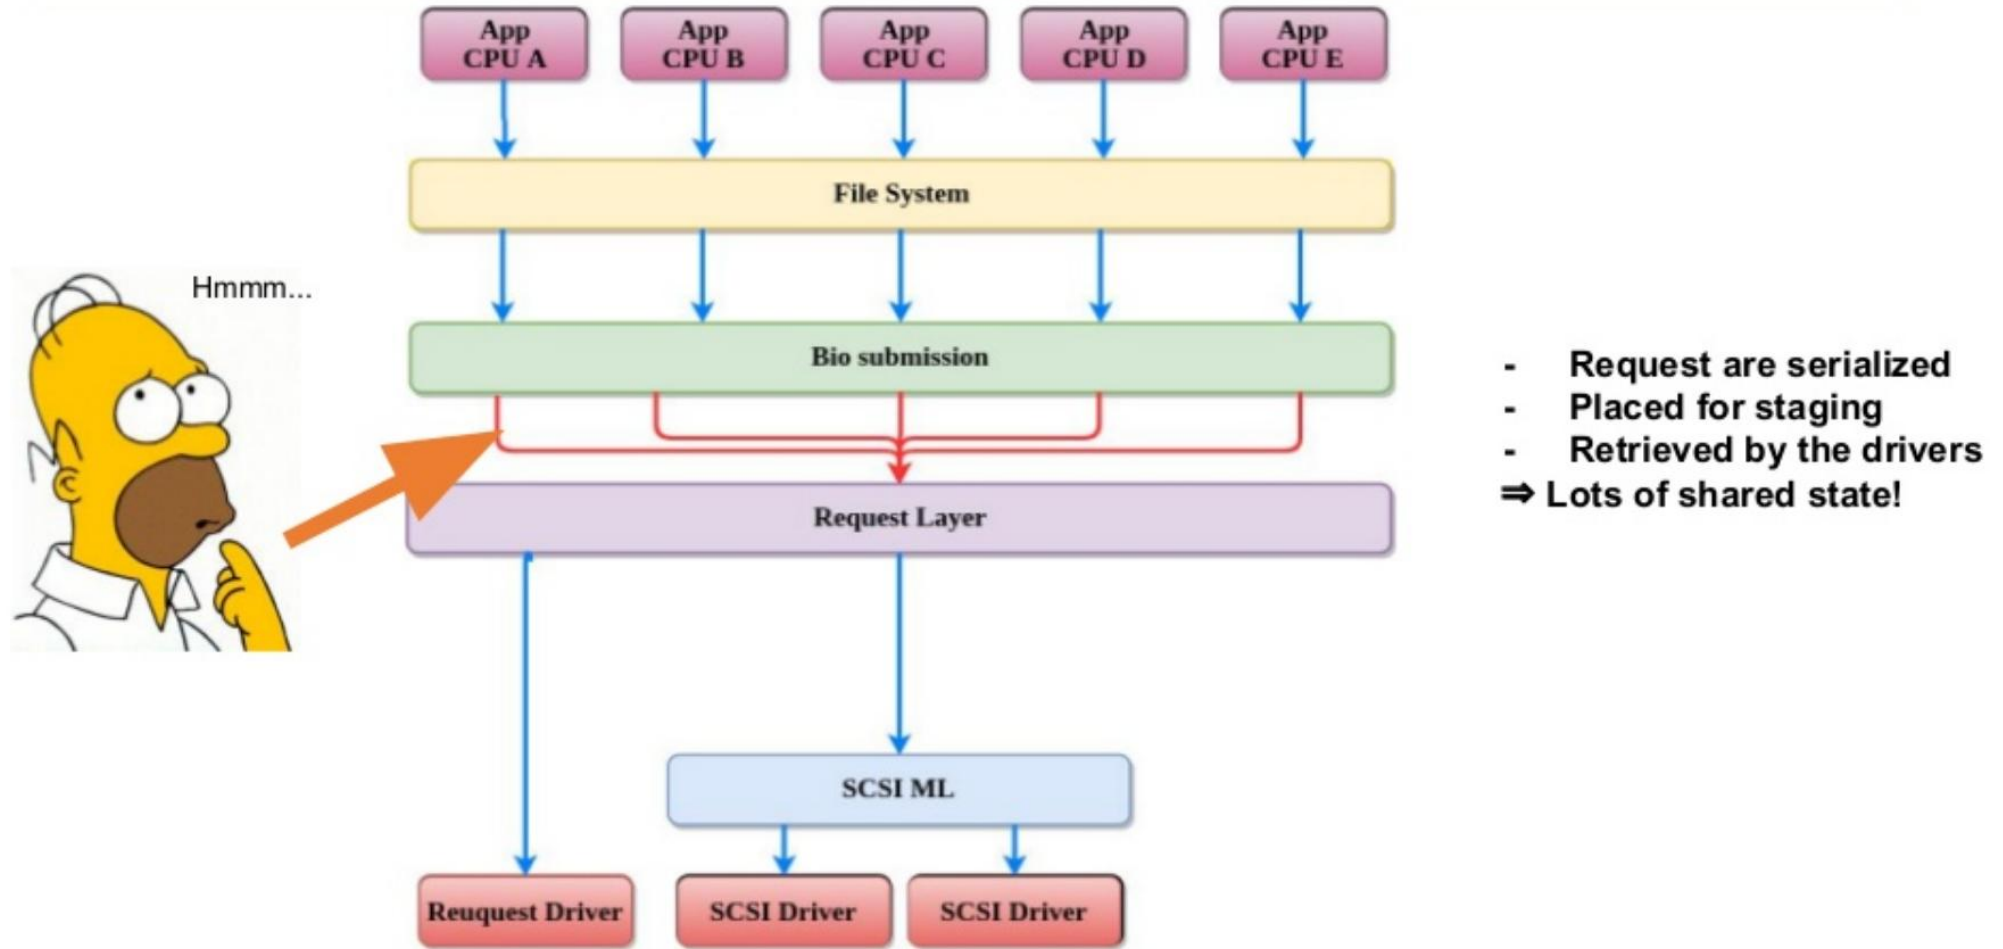 App
CPU A
App
CPU B
App
CPU C
App
CPU D
App
CPU E
File System
Hmmm...
Bio submission
- Request are serialized
- Placed for staging
- Retrieved by the drivers
⇒ Lots of shared state!
Request Layer
SCSI ML
Reuquest Driver
SCSI Driver
SCSI Driver